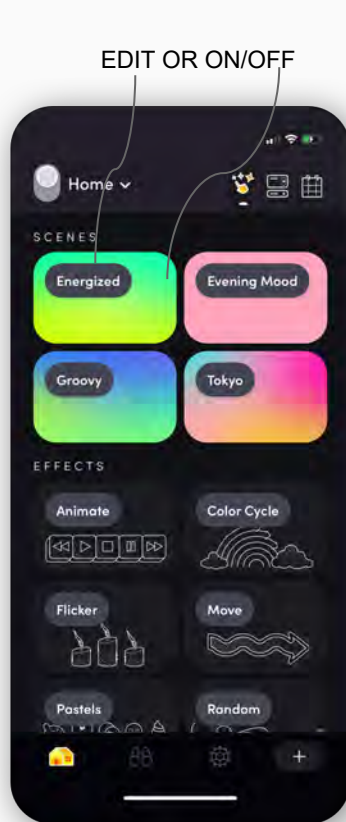 EDIT OR ON/OFF
Home
SCENES
Energized
Evening Mood
Groovy
Tokyo
EFFECTS
Animate
Color Cycle
Flicker
Move
Pastels
Random